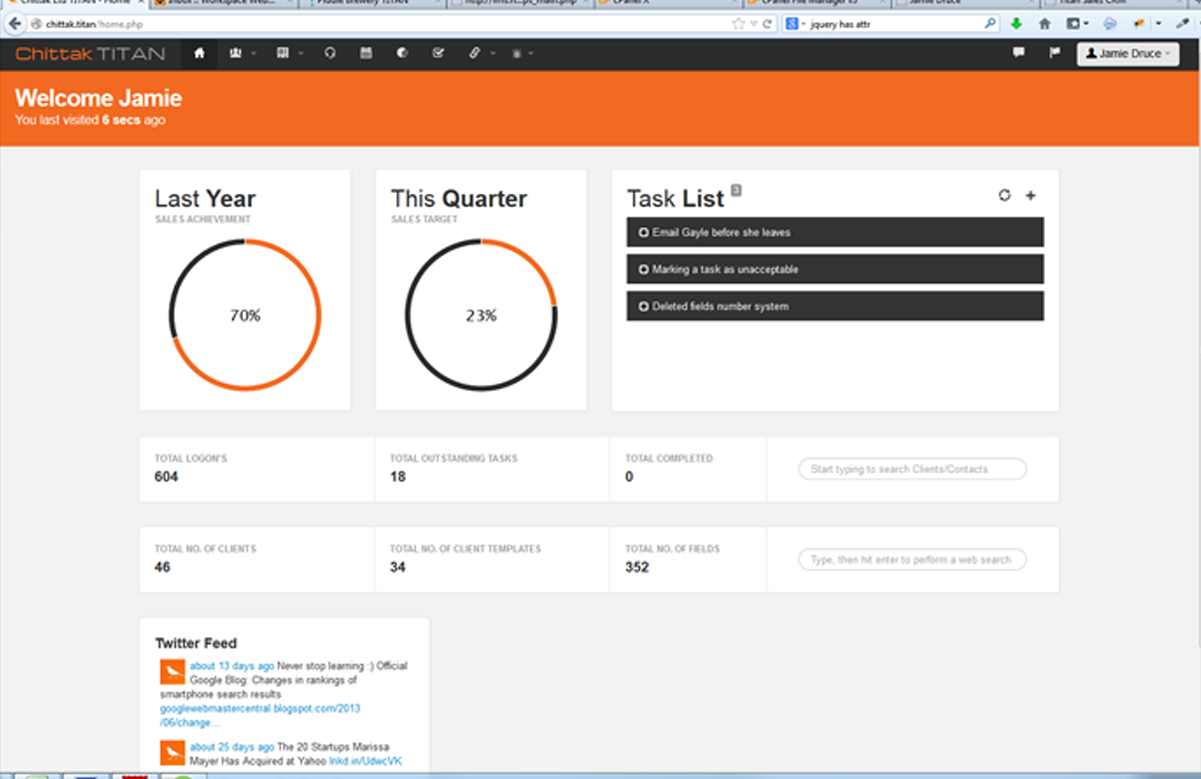 Chittak Ltd TITAN - Home
Inbox :: Workspace Web...
Piddle Brewery TITAN
cPanel X
cPanel File Manager v3
Jamie Druce
Titan Sales CRM
chittak.titan/home.php
jquery has attr
Chittak TITAN
Jamie Druce
Welcome Jamie
You last visited 6 secs ago
Last Year
SALES ACHIEVEMENT
70%
This Quarter
SALES TARGET
23%
Task List 3
Email Gayle before she leaves
Marking a task as unacceptable
Deleted fields number system
TOTAL LOGON'S
604
TOTAL OUTSTANDING TASKS
18
TOTAL COMPLETED
0
Start typing to search Clients/Contacts
TOTAL NO. OF CLIENTS
46
TOTAL NO. OF CLIENT TEMPLATES
34
TOTAL NO. OF FIELDS
352
Type, then hit enter to perform a web search
Twitter Feed
about 13 days ago Never stop learning :) Official
Google Blog: Changes in rankings of
smartphone search results
googlewebmastercentral.blogspot.com/2013
/06/change...
about 25 days ago The 20 Startups Marissa
Mayer Has Acquired at Yahoo lnkd.in/UdwcVK